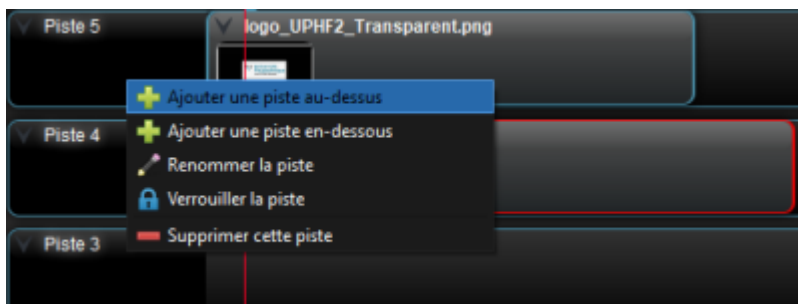 Piste 5
logo_UPHF2_Transparent.png
Ajouter une piste au-dessus
Piste 4
Ajouter une piste en-dessous
Renommer la piste
Verrouiller la piste
Supprimer cette piste
Piste 3